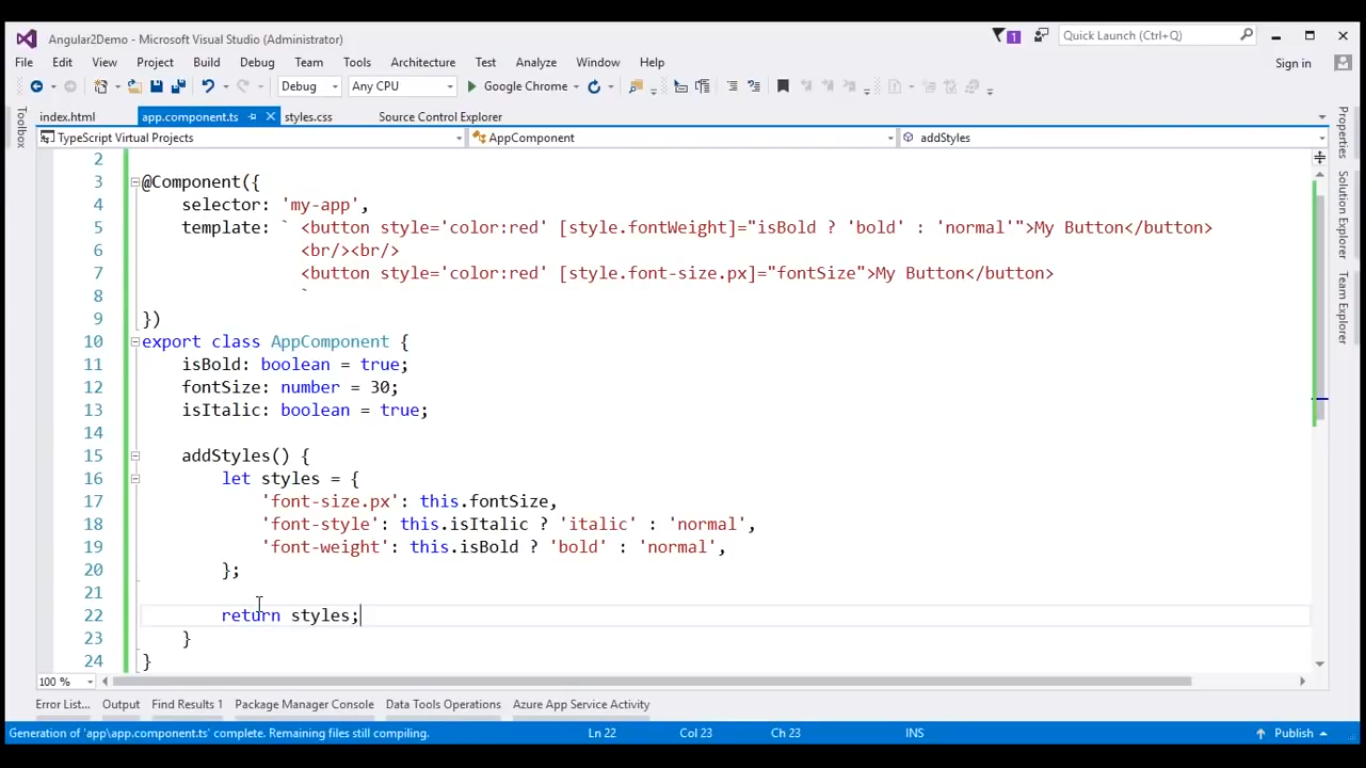 Angular2Demo - Microsoft Visual Studio (Administrator)
1
Quick Launch (Ctrl+Q)
File Edit View Project Build Debug Team Tools Architecture Test Analyze Window Help
Sign in
Debug Any CPU Google Chrome
index.html app.component.ts styles.css Source Control Explorer
TypeScript Virtual Projects AppComponent addStyles
Toolbox
Properties
Solution Explorer
Team Explorer
2
3 @Component({
4 selector: 'my-app',
5 template: ` <button style='color:red' [style.fontWeight]="isBold ? 'bold' : 'normal'">My Button</button>
6 <br/><br/>
7 <button style='color:red' [style.font-size.px]="fontSize">My Button</button>
8 `
9 })
10 export class AppComponent {
11 isBold: boolean = true;
12 fontSize: number = 30;
13 isItalic: boolean = true;
14
15 addStyles() {
16 let styles = {
17 'font-size.px': this.fontSize,
18 'font-style': this.isItalic ? 'italic' : 'normal',
19 'font-weight': this.isBold ? 'bold' : 'normal',
20 };
21
22 return styles;
23 }
24 }
100 %
Error List... Output Find Results 1 Package Manager Console Data Tools Operations Azure App Service Activity
Generation of 'app\app.component.ts' complete. Remaining files still compiling. Ln 22 Col 23 Ch 23 INS Publish